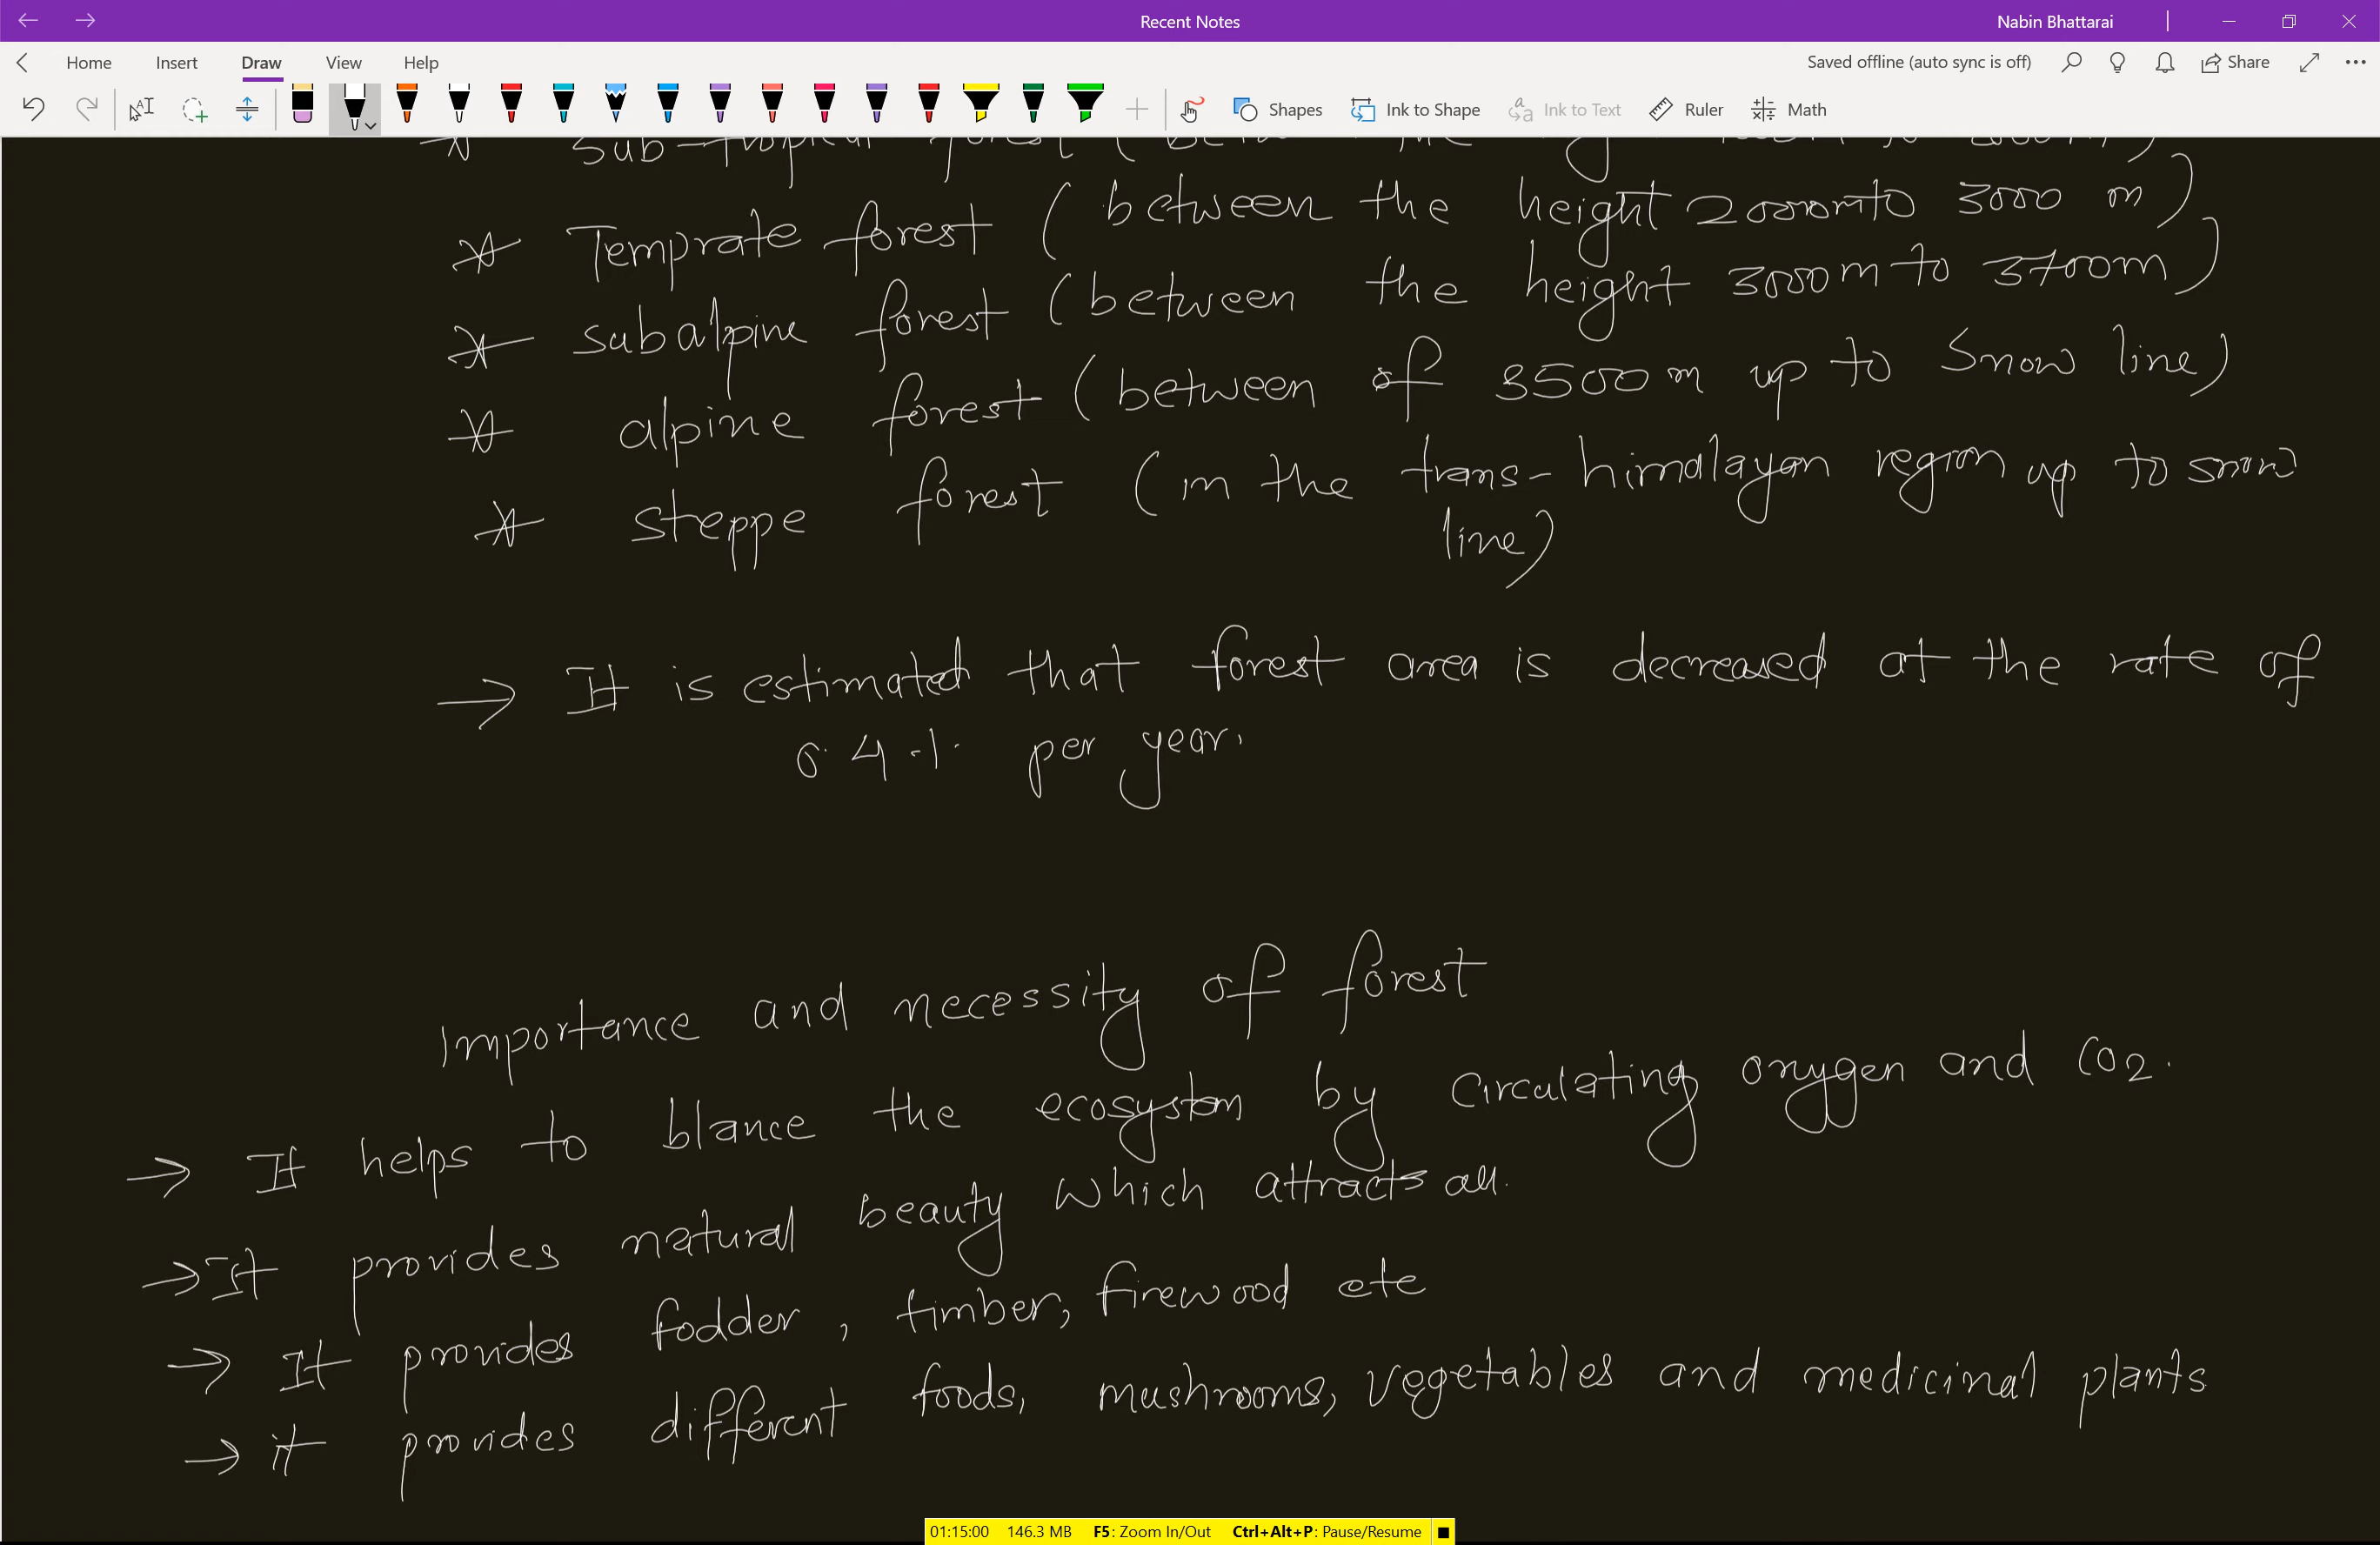 Recent Notes
Nabin Bhattarai
Home Insert Draw View Help
Saved offline (auto sync is off) Share
Shapes Ink to Shape Ink to Text Ruler Math
* Sub-tropical forest (
* Temprate forest (between the height 2000m to 3000 m)
* subalpine forest (between the height 3000m to 3700m)
* alpine forest (between of 3500m up to Snow line)
* steppe forest (in the trans-himalayan region up to snow
line)
→ It is estimated that forest area is decreased at the rate of
0.4 % per year.
Importance and necessity of forest
→ It helps to blance the ecosystem by circulating oxygen and CO2.
→ It provides natural beauty which attracts all.
→ It provides fodder, timber, firewood etc
→ it provides different foods, mushrooms, vegetables and medicinal plants
01:15:00 146.3 MB F5: Zoom In/Out Ctrl+Alt+P: Pause/Resume